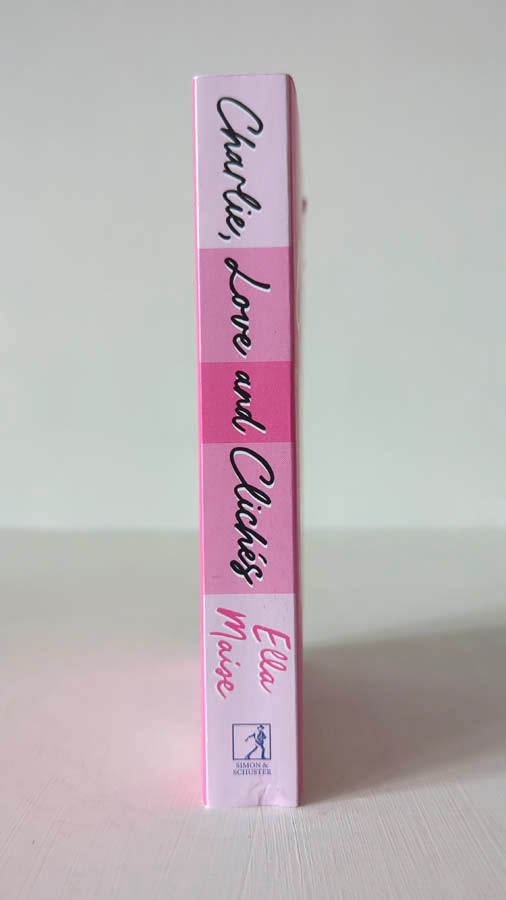 Charlie, Love and Clichés
Ella
Maise
SIMON &
SCHUSTER